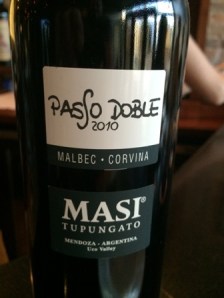 PASSO DOBLE
2010
MALBEC · CORVINA
MASI®
TUPUNGATO
MENDOZA - ARGENTINA
Uco Valley